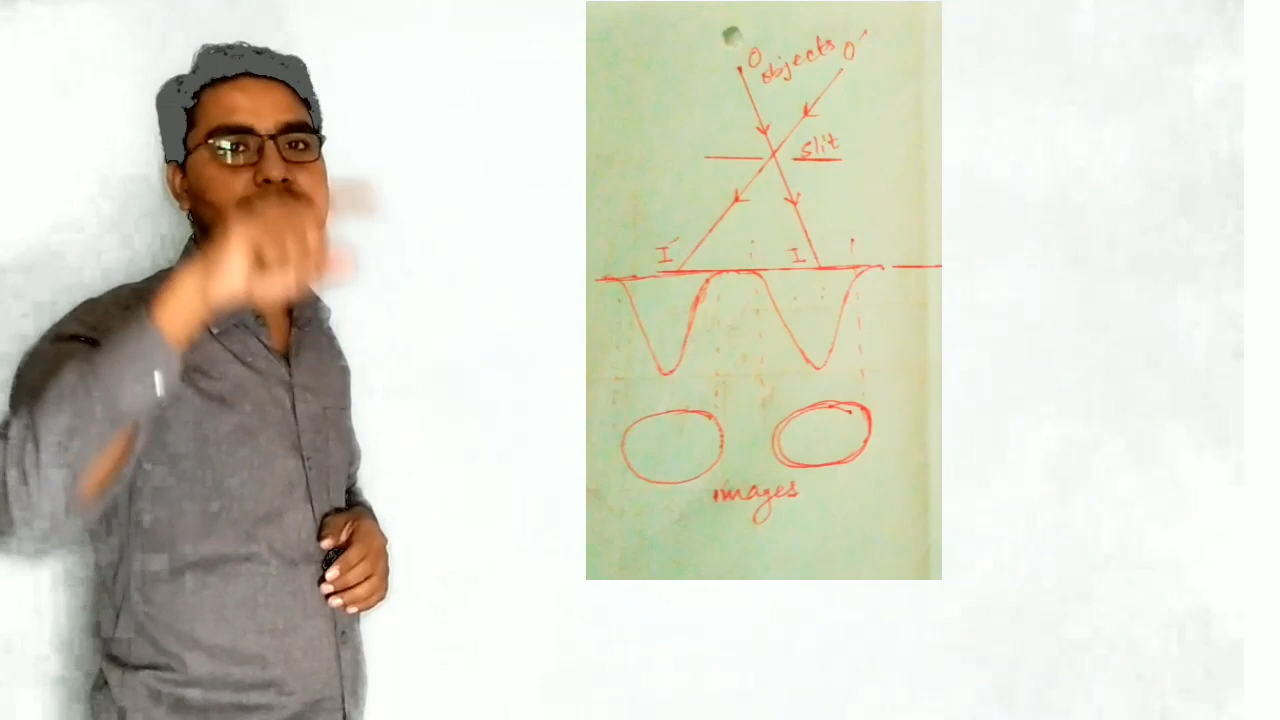 O objects O′
slit
I′ I
images